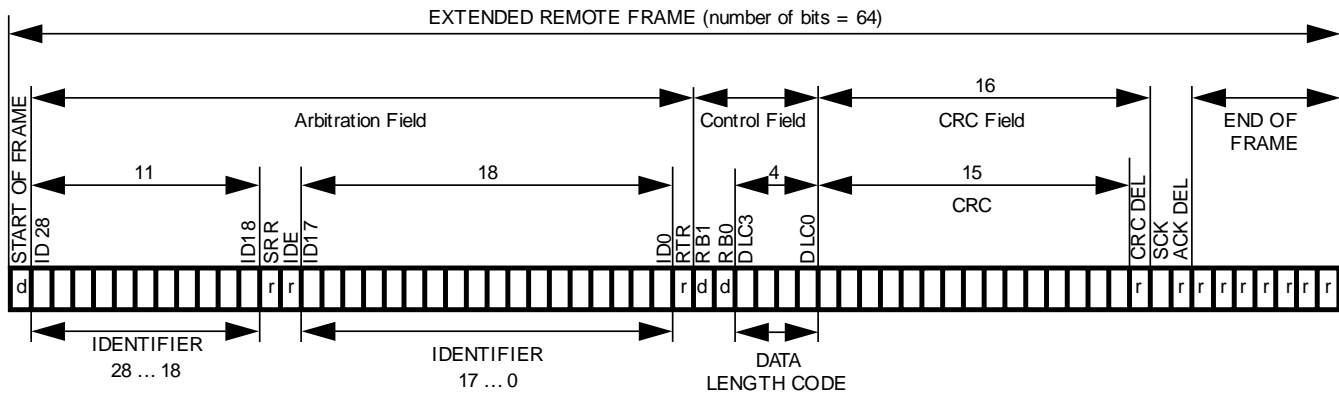 EXTENDED REMOTE FRAME (number of bits = 64)
16
Arbitration Field
Control Field
CRC Field
END OF
FRAME
11
18
4
15
CRC
START OF FRAME
ID 28
ID18
SRR
IDE
ID17
ID0
RTR
RB1
RB0
DLC3
DLC0
CRC DEL
SCK
ACK DEL
d r r r d d r r r r r r r r r
IDENTIFIER
28 … 18
IDENTIFIER
17 … 0
DATA
LENGTH CODE